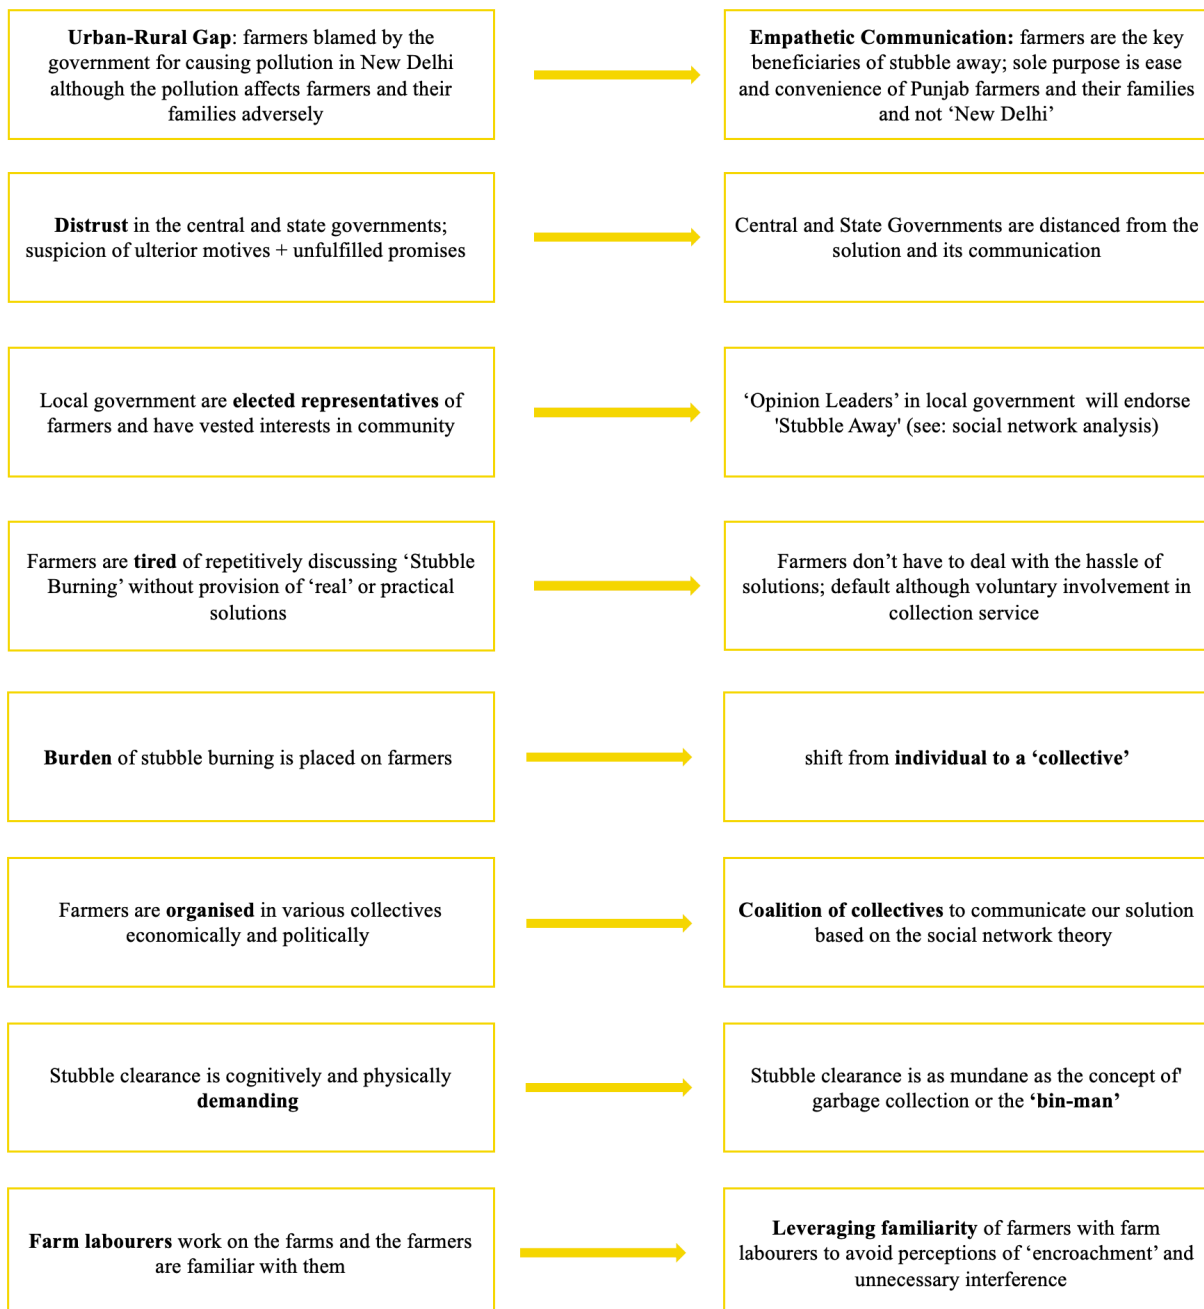 Urban-Rural Gap: farmers blamed by the
government for causing pollution in New Delhi
although the pollution affects farmers and their
families adversely
Empathetic Communication: farmers are the key
beneficiaries of stubble away; sole purpose is ease
and convenience of Punjab farmers and their families
and not ‘New Delhi’
Distrust in the central and state governments;
suspicion of ulterior motives + unfulfilled promises
Central and State Governments are distanced from the
solution and its communication
Local government are elected representatives of
farmers and have vested interests in community
‘Opinion Leaders’ in local government will endorse
'Stubble Away' (see: social network analysis)
Farmers are tired of repetitively discussing ‘Stubble
Burning’ without provision of ‘real’ or practical
solutions
Farmers don’t have to deal with the hassle of
solutions; default although voluntary involvement in
collection service
Burden of stubble burning is placed on farmers
shift from individual to a ‘collective’
Farmers are organised in various collectives
economically and politically
Coalition of collectives to communicate our solution
based on the social network theory
Stubble clearance is cognitively and physically
demanding
Stubble clearance is as mundane as the concept of
garbage collection or the ‘bin-man’
Farm labourers work on the farms and the farmers
are familiar with them
Leveraging familiarity of farmers with farm
labourers to avoid perceptions of ‘encroachment’ and
unnecessary interference